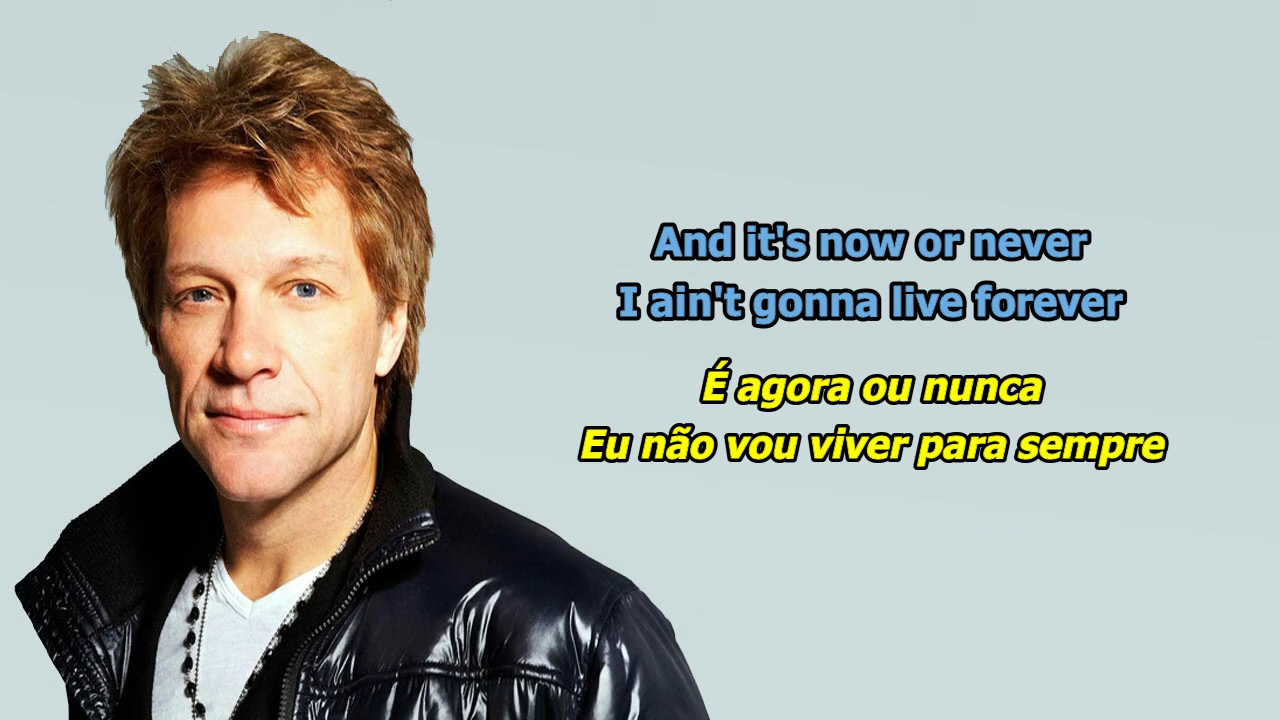 And it's now or never
I ain't gonna live forever
É agora ou nunca
Eu não vou viver para sempre